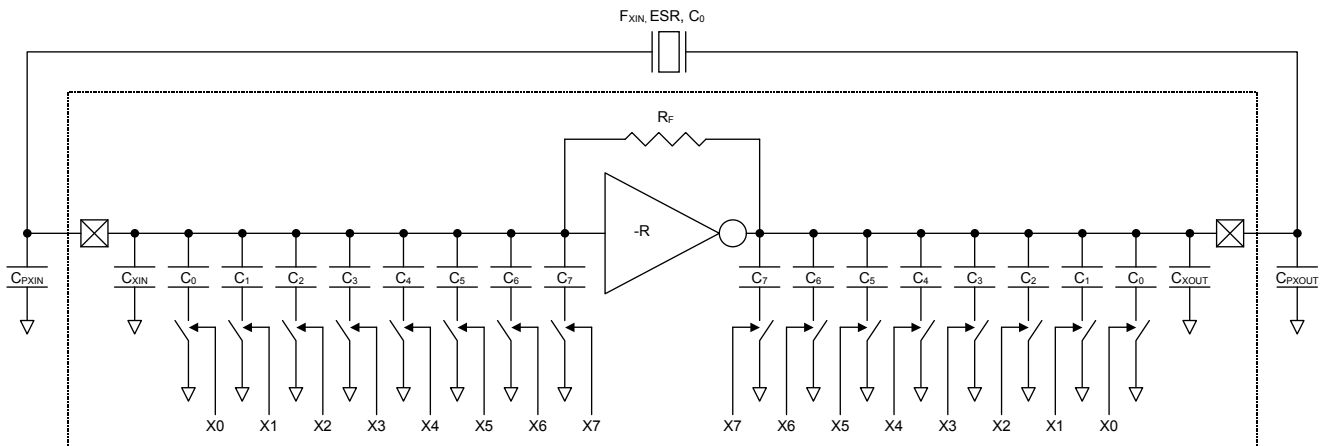 FXIN, ESR, C0
RF
-R
CPXIN CXIN C0 C1 C2 C3 C4 C5 C6 C7 C7 C6 C5 C4 C3 C2 C1 C0 CXOUT CPXOUT
X0 X1 X2 X3 X4 X5 X6 X7 X7 X6 X5 X4 X3 X2 X1 X0